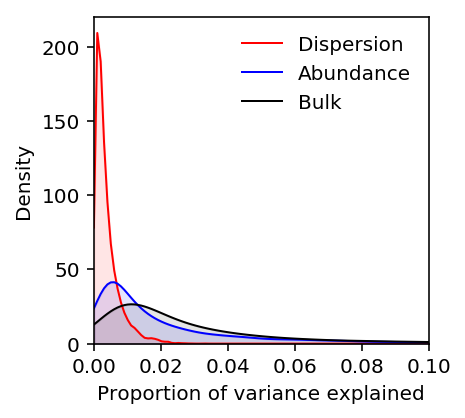 Dispersion
Abundance
Bulk
Density
200
150
100
50
0
0.00 0.02 0.04 0.06 0.08 0.10
Proportion of variance explained